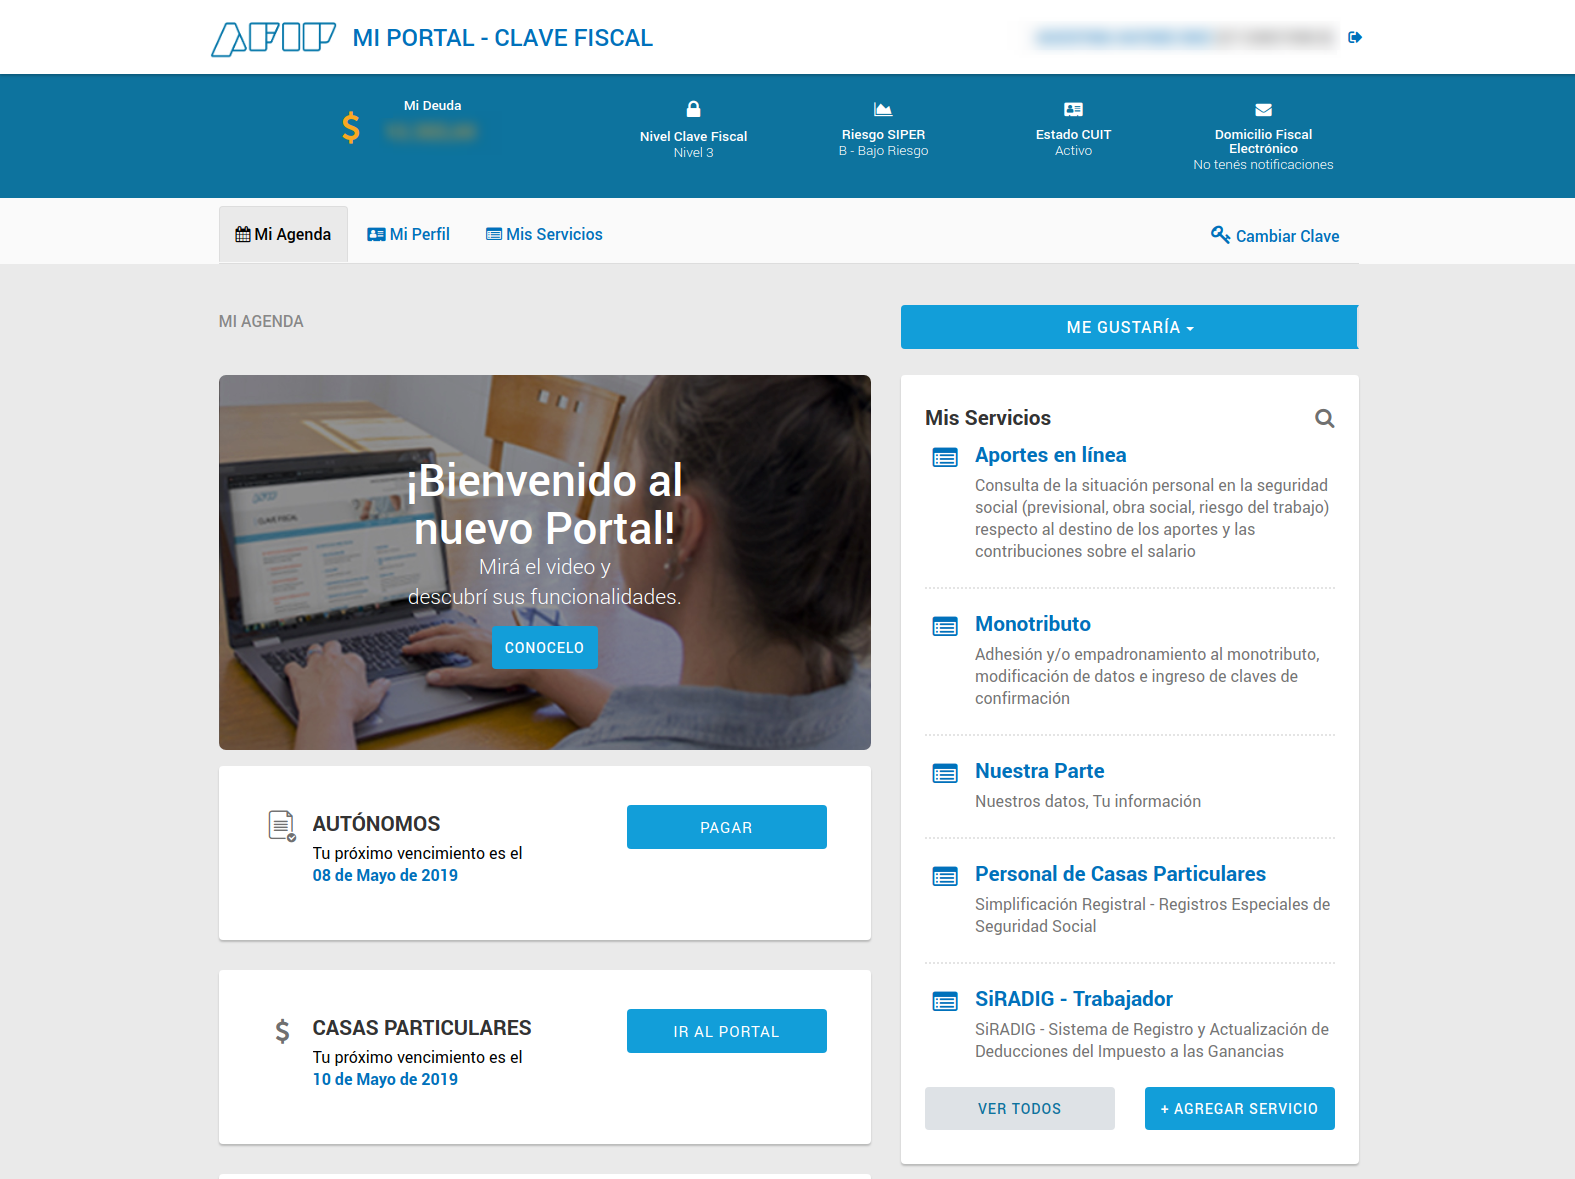 AFIP MI PORTAL - CLAVE FISCAL
Mi Deuda
Nivel Clave Fiscal
Nivel 3
Riesgo SIPER
B - Bajo Riesgo
Estado CUIT
Activo
Domicilio Fiscal
Electrónico
No tenés notificaciones
Mi Agenda
Mi Perfil
Mis Servicios
Cambiar Clave
MI AGENDA
ME GUSTARÍA
¡Bienvenido al
nuevo Portal!
Mirá el video y
descubrí sus funcionalidades.
CONOCELO
AUTÓNOMOS
Tu próximo vencimiento es el
08 de Mayo de 2019
PAGAR
CASAS PARTICULARES
Tu próximo vencimiento es el
10 de Mayo de 2019
IR AL PORTAL
Mis Servicios
Aportes en línea
Consulta de la situación personal en la seguridad
social (previsional, obra social, riesgo del trabajo)
respecto al destino de los aportes y las
contribuciones sobre el salario
Monotributo
Adhesión y/o empadronamiento al monotributo,
modificación de datos e ingreso de claves de
confirmación
Nuestra Parte
Nuestros datos, Tu información
Personal de Casas Particulares
Simplificación Registral - Registros Especiales de
Seguridad Social
SiRADIG - Trabajador
SiRADIG - Sistema de Registro y Actualización de
Deducciones del Impuesto a las Ganancias
VER TODOS
+ AGREGAR SERVICIO